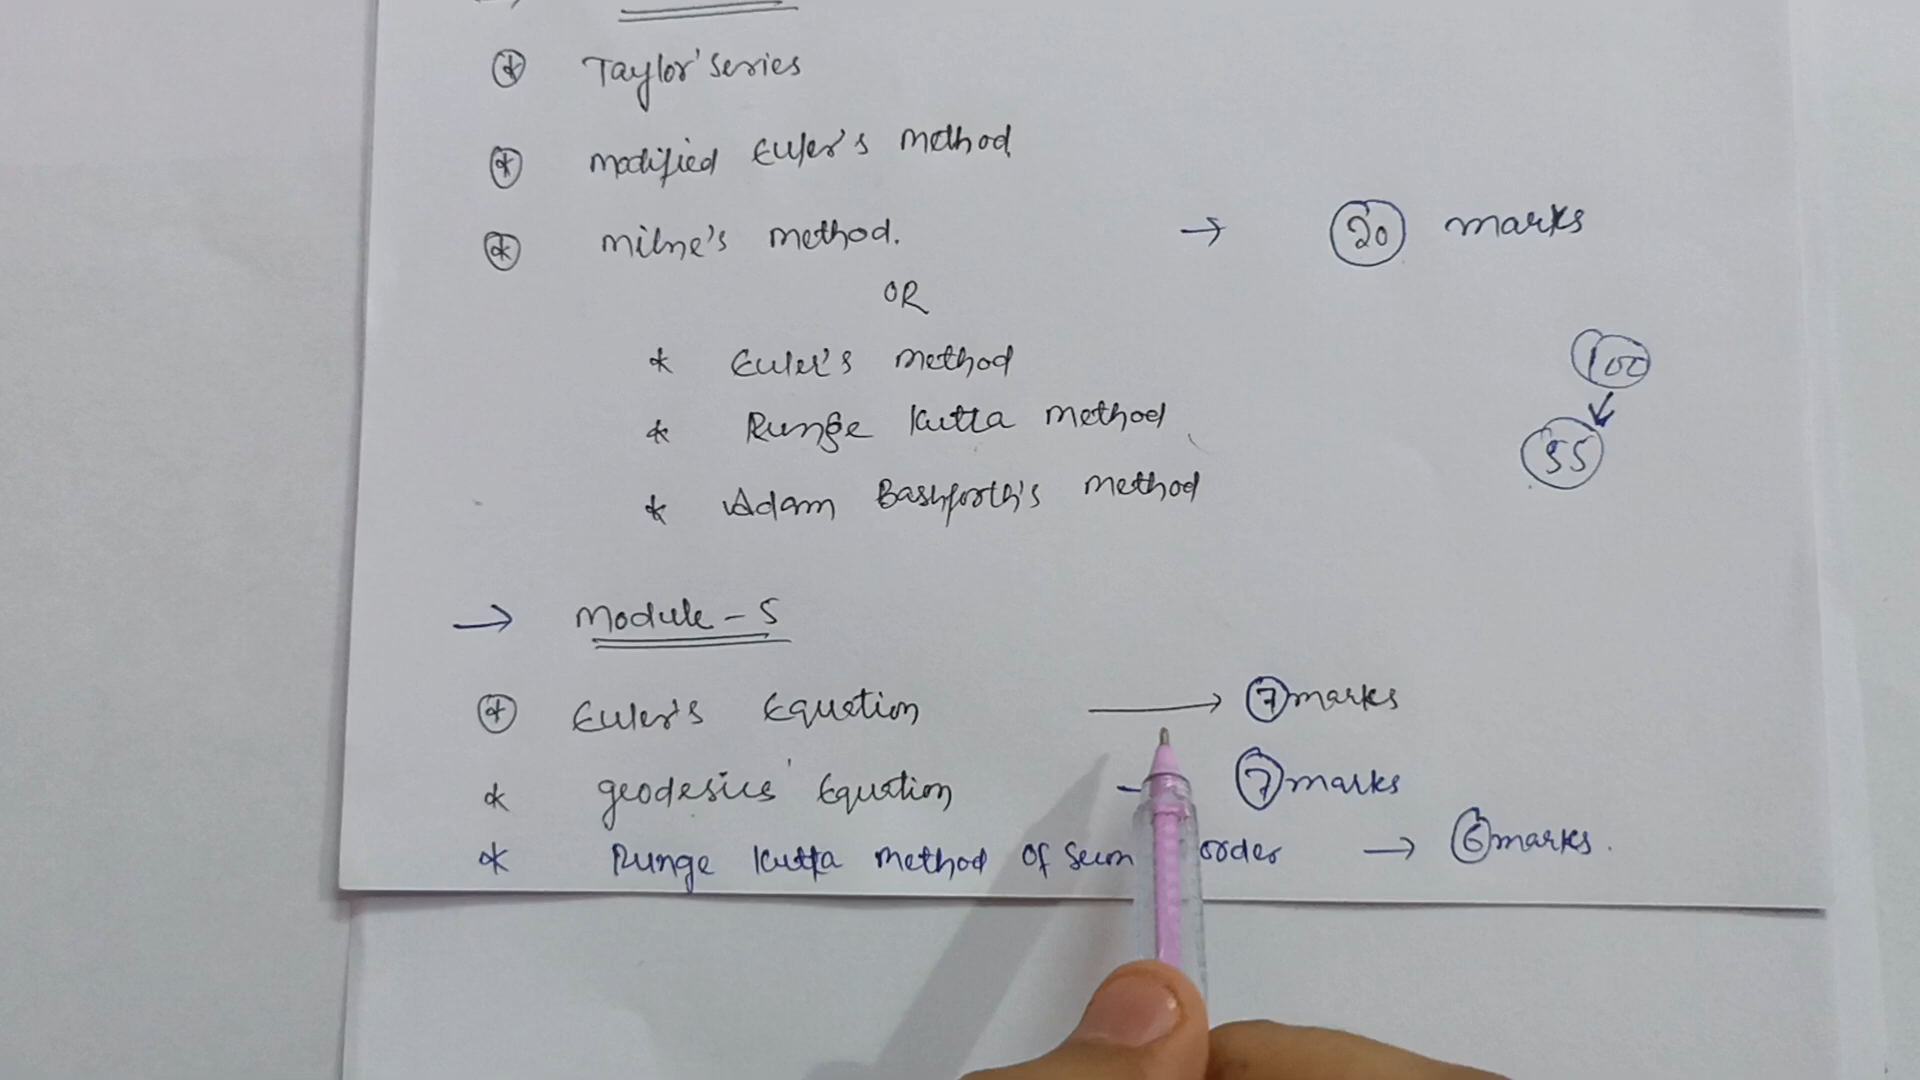 Taylor' series
modified Euler's method
milne's method. → 20 marks
OR
* Euler's method
* Runge Kutta method
* Adam Bashforth's method
100
↓
55
→ Module - 5
* Euler's Equation → 7 marks
* geodesics' Equation - 7 marks
* Runge Kutta method of order → 6 marks.